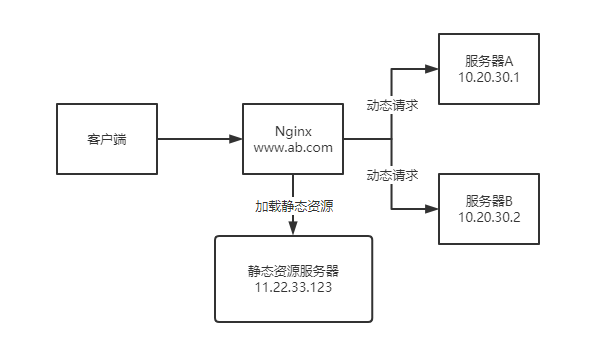 客户端
Nginx
www.ab.com
动态请求
服务器A
10.20.30.1
动态请求
服务器B
10.20.30.2
加载静态资源
静态资源服务器
11.22.33.123